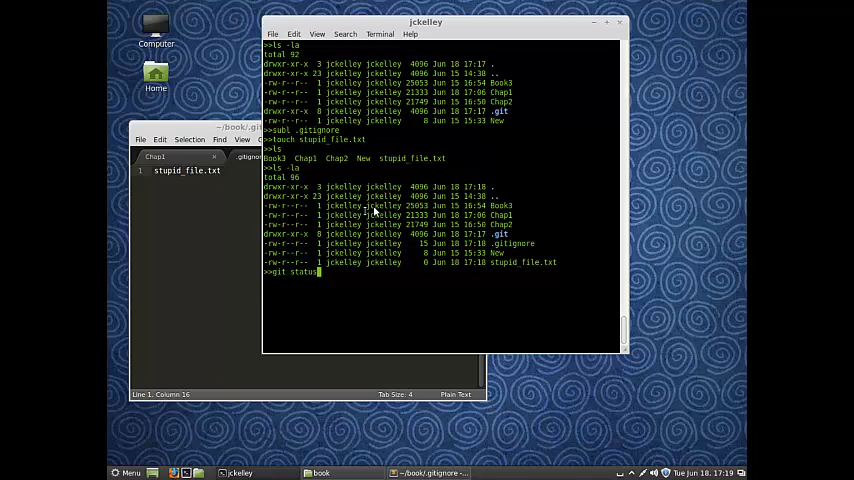 Computer
Home
~/book/.gi
File Edit Selection Find View
Chap1 .gitignor
1 stupid_file.txt
Line 1, Column 16 Tab Size: 4 Plain Text
jckelley
File Edit View Search Terminal Help
>>ls -la
total 92
drwxr-xr-x 3 jckelley jckelley 4096 Jun 18 17:17 .
drwxr-xr-x 23 jckelley jckelley 4096 Jun 15 14:38 ..
-rw-r--r-- 1 jckelley jckelley 25053 Jun 15 16:54 Book3
-rw-r--r-- 1 jckelley jckelley 21333 Jun 18 17:06 Chap1
-rw-r--r-- 1 jckelley jckelley 21749 Jun 15 16:50 Chap2
drwxr-xr-x 8 jckelley jckelley 4096 Jun 18 17:17 .git
-rw-r--r-- 1 jckelley jckelley 8 Jun 15 15:33 New
>>subl .gitignore
>>touch stupid_file.txt
>>ls
Book3 Chap1 Chap2 New stupid_file.txt
>>ls -la
total 96
drwxr-xr-x 3 jckelley jckelley 4096 Jun 18 17:18 .
drwxr-xr-x 23 jckelley jckelley 4096 Jun 15 14:38 ..
-rw-r--r-- 1 jckelley jckelley 25053 Jun 15 16:54 Book3
-rw-r--r-- 1 jckelley jckelley 21333 Jun 18 17:06 Chap1
-rw-r--r-- 1 jckelley jckelley 21749 Jun 15 16:50 Chap2
drwxr-xr-x 8 jckelley jckelley 4096 Jun 18 17:17 .git
-rw-r--r-- 1 jckelley jckelley 15 Jun 18 17:18 .gitignore
-rw-r--r-- 1 jckelley jckelley 8 Jun 15 15:33 New
-rw-r--r-- 1 jckelley jckelley 0 Jun 18 17:18 stupid_file.txt
>>git status
Menu jckelley book ~/book/.gitignore -... Tue Jun 18, 17:19